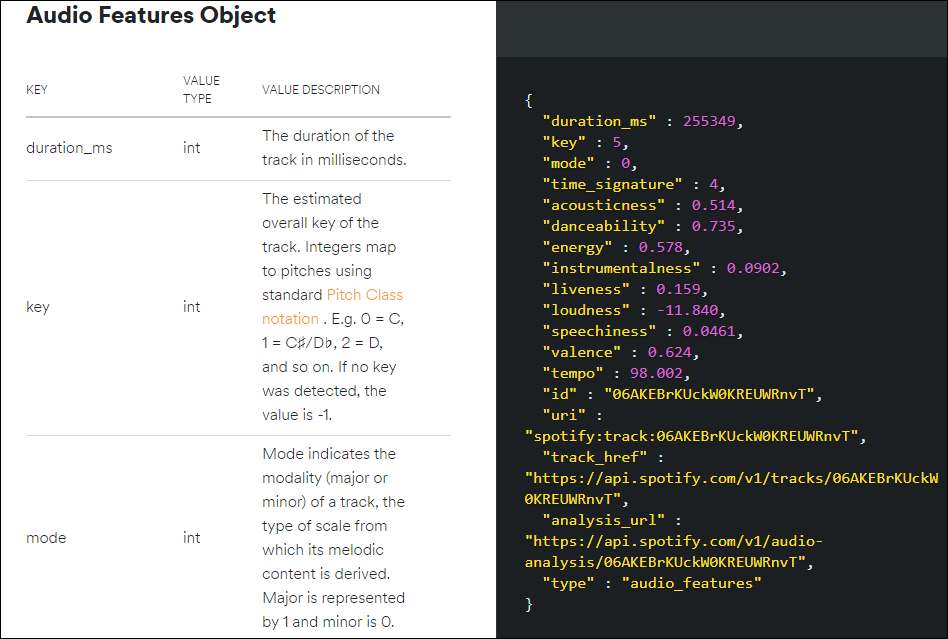 Audio Features Object
KEY
VALUE
TYPE
VALUE DESCRIPTION
duration_ms
int
The duration of the
track in milliseconds.
key
int
The estimated
overall key of the
track. Integers map
to pitches using
standard Pitch Class
notation . E.g. 0 = C,
1 = C♯/D♭, 2 = D,
and so on. If no key
was detected, the
value is -1.
mode
int
Mode indicates the
modality (major or
minor) of a track, the
type of scale from
which its melodic
content is derived.
Major is represented
by 1 and minor is 0.
{
"duration_ms" : 255349,
"key" : 5,
"mode" : 0,
"time_signature" : 4,
"acousticness" : 0.514,
"danceability" : 0.735,
"energy" : 0.578,
"instrumentalness" : 0.0902,
"liveness" : 0.159,
"loudness" : -11.840,
"speechiness" : 0.0461,
"valence" : 0.624,
"tempo" : 98.002,
"id" : "06AKEBrKUckW0KREUWRnvT",
"uri" :
"spotify:track:06AKEBrKUckW0KREUWRnvT",
"track_href" :
"https://api.spotify.com/v1/tracks/06AKEBrKUckW
0KREUWRnvT",
"analysis_url" :
"https://api.spotify.com/v1/audio-
analysis/06AKEBrKUckW0KREUWRnvT",
"type" : "audio_features"
}